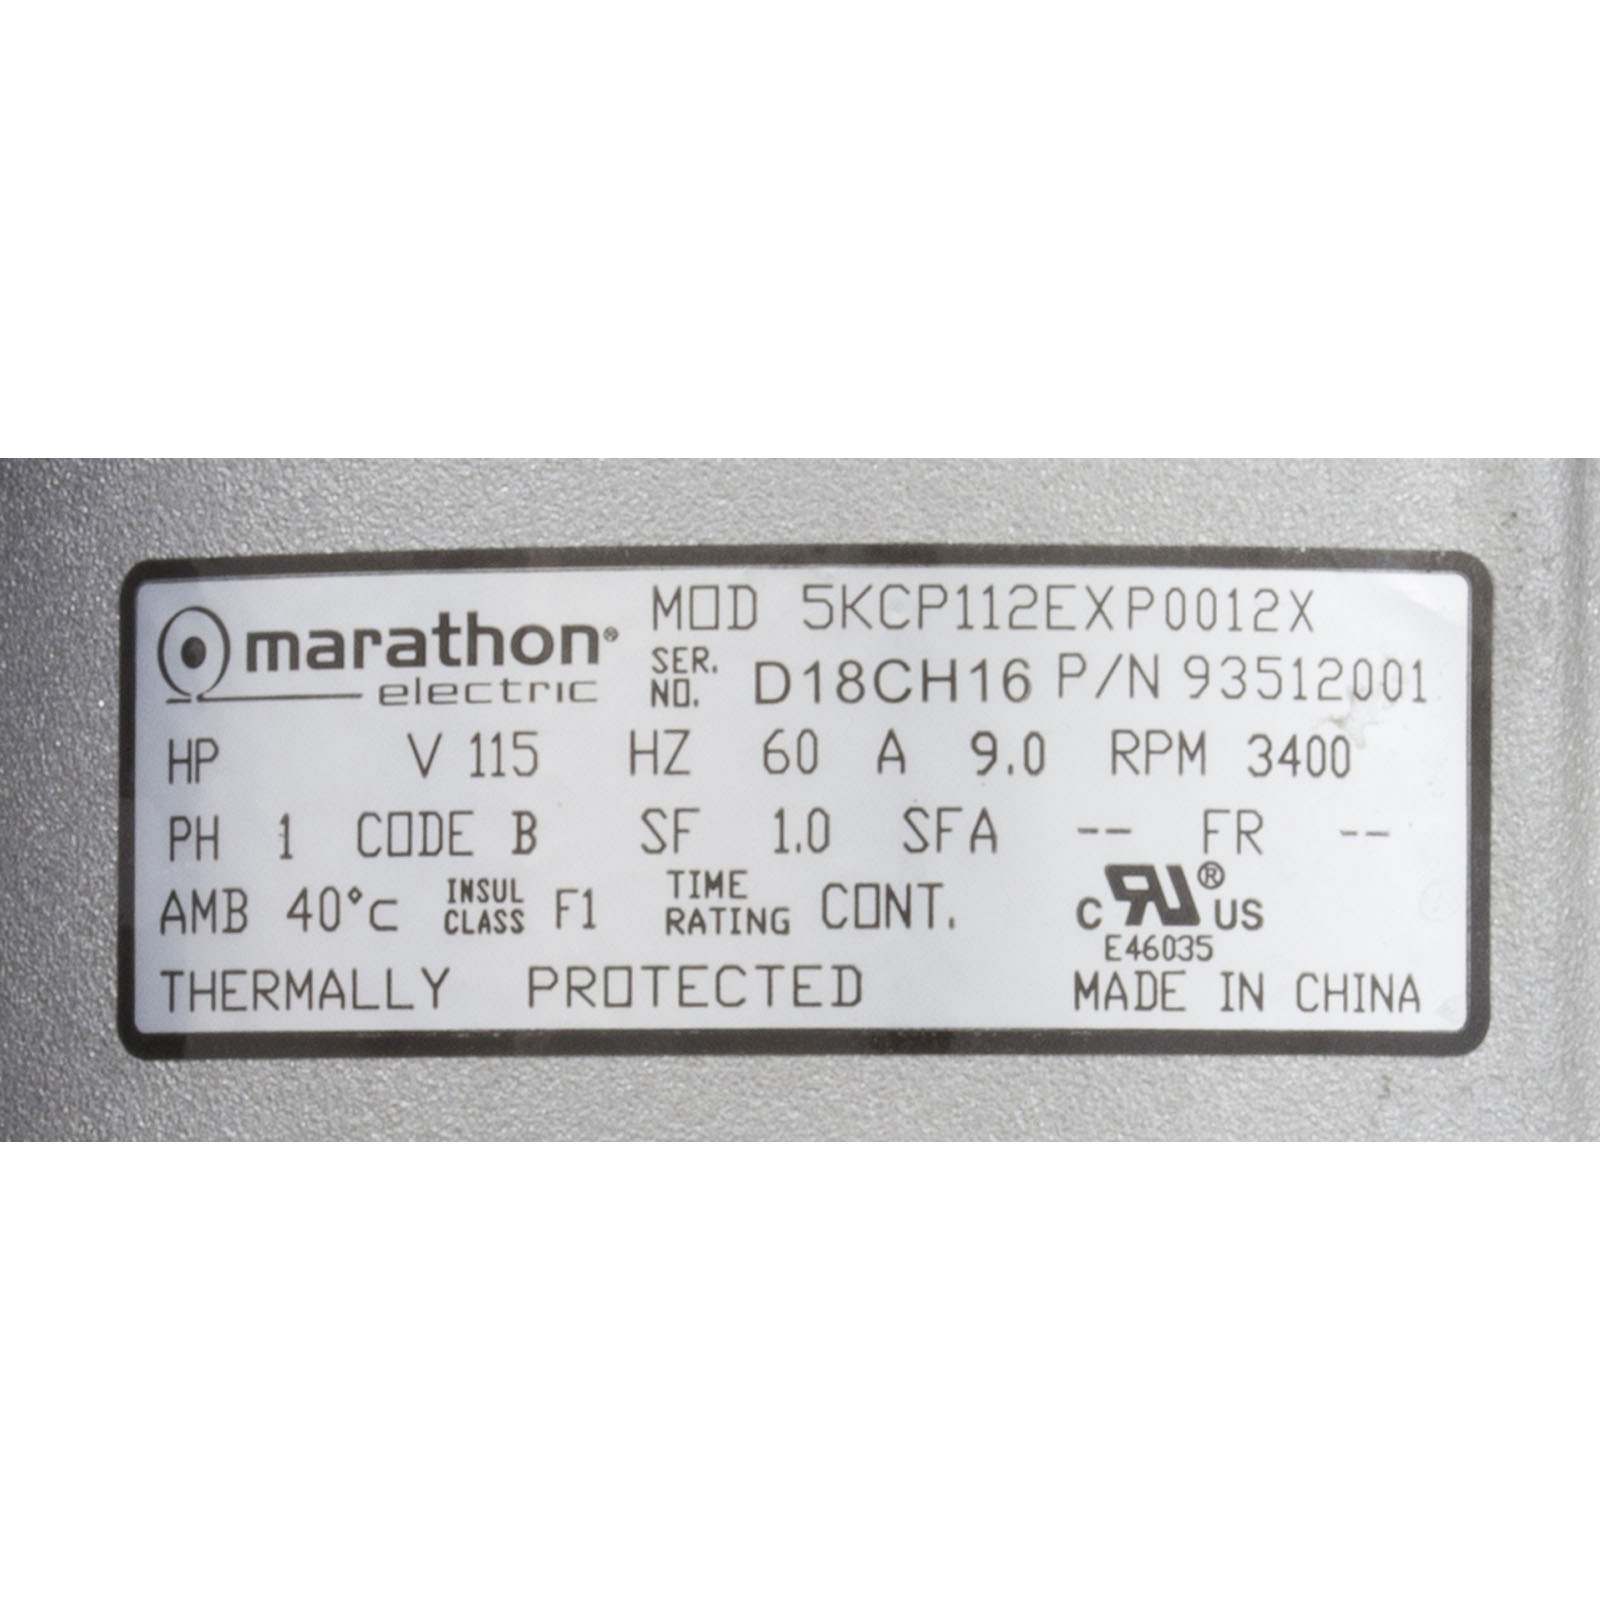 marathon® electric
MOD 5KCP112EXP0012X
SER. NO. D18CH16 P/N 93512001
HP V 115 HZ 60 A 9.0 RPM 3400
PH 1 CODE B SF 1.0 SFA -- FR --
AMB 40°C INSUL CLASS F1 TIME RATING CONT.
c RU® US
E46035
THERMALLY PROTECTED MADE IN CHINA